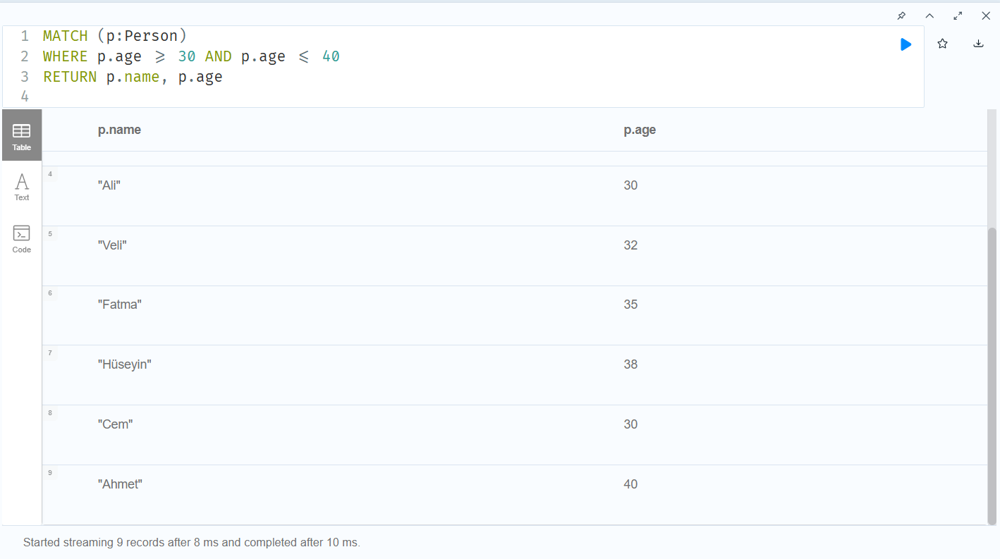 1 MATCH (p:Person)
2 WHERE p.age >= 30 AND p.age <= 40
3 RETURN p.name, p.age
4
Table
Text
Code
p.name p.age
4 "Ali" 30
5 "Veli" 32
6 "Fatma" 35
7 "Hüseyin" 38
8 "Cem" 30
9 "Ahmet" 40
Started streaming 9 records after 8 ms and completed after 10 ms.